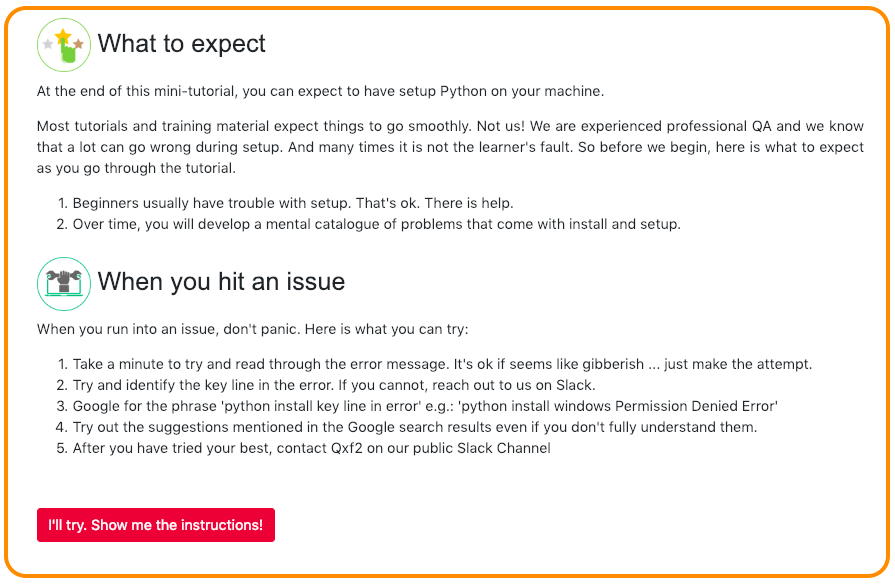 What to expect
At the end of this mini-tutorial, you can expect to have setup Python on your machine.
Most tutorials and training material expect things to go smoothly. Not us! We are experienced professional QA and we know
that a lot can go wrong during setup. And many times it is not the learner's fault. So before we begin, here is what to expect
as you go through the tutorial.
1. Beginners usually have trouble with setup. That's ok. There is help.
2. Over time, you will develop a mental catalogue of problems that come with install and setup.
When you hit an issue
When you run into an issue, don't panic. Here is what you can try:
1. Take a minute to try and read through the error message. It's ok if seems like gibberish ... just make the attempt.
2. Try and identify the key line in the error. If you cannot, reach out to us on Slack.
3. Google for the phrase 'python install key line in error' e.g.: 'python install windows Permission Denied Error'
4. Try out the suggestions mentioned in the Google search results even if you don't fully understand them.
5. After you have tried your best, contact Qxf2 on our public Slack Channel
I'll try. Show me the instructions!